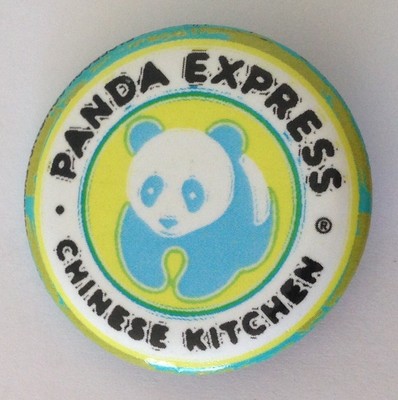 PANDA EXPRESS ®
CHINESE KITCHEN